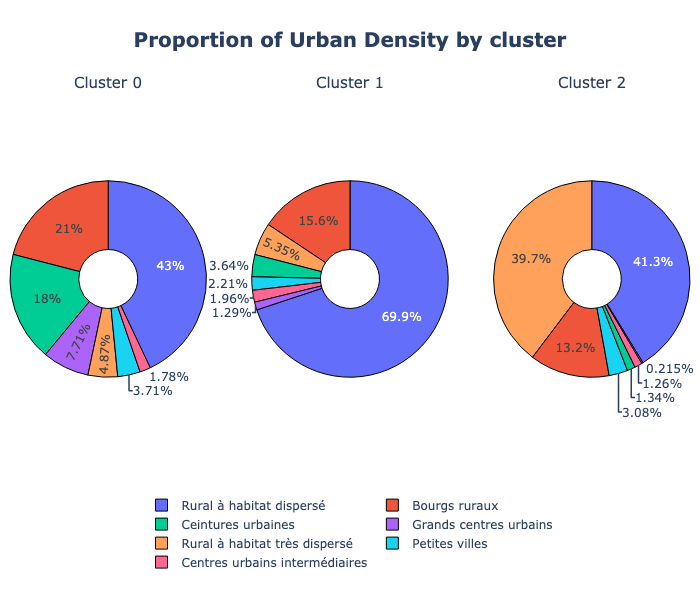 Proportion of Urban Density by cluster
Cluster 0
Cluster 1
Cluster 2
43%
21%
18%
7.71%
4.87%
3.71%
1.78%
69.9%
15.6%
5.35%
3.64%
2.21%
1.96%
1.29%
41.3%
39.7%
13.2%
3.08%
1.34%
1.26%
0.215%
Rural à habitat dispersé
Bourgs ruraux
Ceintures urbaines
Grands centres urbains
Rural à habitat très dispersé
Petites villes
Centres urbains intermédiaires